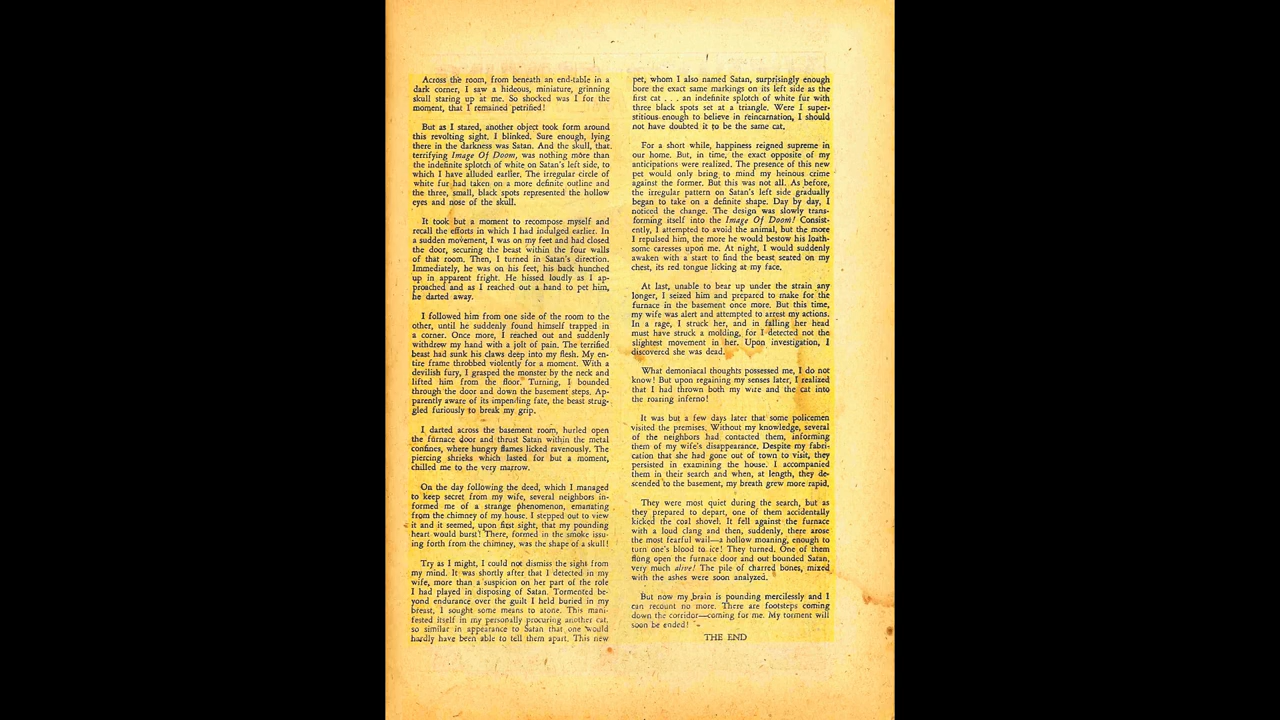 Across the room, from beneath an end-table in a
dark corner, I saw a hideous, miniature, grinning
skull staring up at me. So shocked was I for the
moment, that I remained petrified!
But as I stared, another object took form around
this revolting sight. I blinked. Sure enough, lying
there in the darkness was Satan. And the skull, that
terrifying Image Of Doom, was nothing more than
the indefinite splotch of white on Satan's left side, to
which I have alluded earlier. The irregular circle of
white fur had taken on a more definite outline and
the three, small, black spots represented the hollow
eyes and nose of the skull.
It took but a moment to recompose myself and
recall the efforts in which I had indulged earlier. In
a sudden movement, I was on my feet and had closed
the door, securing the beast within the four walls
of that room. Then, I turned in Satan's direction.
Immediately, he was on his feet, his back hunched
up in apparent fright. He hissed loudly as I ap-
proached and as I reached out a hand to pet him,
he darted away.
I followed him from one side of the room to the
other, until he suddenly found himself trapped in
a corner. Once more, I reached out and suddenly
withdrew my hand with a jolt of pain. The terrified
beast had sunk his claws deep into my flesh. My en-
tire frame throbbed violently for a moment. With a
devilish fury, I grasped the monster by the neck and
lifted him from the floor. Turning, I bounded
through the door and down the basement steps. Ap-
parently aware of its impending fate, the beast strug-
gled furiously to break my grip.
I darted across the basement room, hurled open
the furnace door and thrust Satan within the metal
confines, where hungry flames licked ravenously. The
piercing shrieks which lasted for but a moment,
chilled me to the very marrow.
On the day following the deed, which I managed
to keep secret from my wife, several neighbors in-
formed me of a strange phenomenon, emanating
from the chimney of my house. I stepped out to view
it and it seemed, upon first sight, that my pounding
heart would burst! There, formed in the smoke issu-
ing forth from the chimney, was the shape of a skull!
Try as I might, I could not dismiss the sight from
my mind. It was shortly after that I detected in my
wife, more than a suspicion on her part of the role
I had played in disposing of Satan. Tormented be-
yond endurance over the guilt I held buried in my
breast, I sought some means to atone. This mani-
fested itself in my personally procuring another cat,
so similar in appearance to Satan that one would
hardly have been able to tell them apart. This new
pet, whom I also named Satan, surprisingly enough
bore the exact same markings on its left side as the
first cat . . . an indefinite splotch of white fur with
three black spots set at a triangle. Were I super-
stitious enough to believe in reincarnation, I should
not have doubted it to be the same cat.
For a short while, happiness reigned supreme in
our home. But, in time, the exact opposite of my
anticipations were realized. The presence of this new
pet would only bring to mind my heinous crime
against the former. But this was not all. As before,
the irregular pattern on Satan's left side gradually
began to take on a definite shape. Day by day, I
noticed the change. The design was slowly trans-
forming itself into the Image Of Doom! Consist-
ently, I attempted to avoid the animal, but the more
I repulsed him, the more he would bestow his loath-
some caresses upon me. At night, I would suddenly
awaken with a start to find the beast seated on my
chest, its red tongue licking at my face.
At last, unable to bear up under the strain any
longer, I seized him and prepared to make for the
furnace in the basement once more. But this time,
my wife was alert and attempted to arrest my actions.
In a rage, I struck her, and in falling her head
must have struck a molding, for I detected not the
slightest movement in her. Upon investigation, I
discovered she was dead.
What demoniacal thoughts possessed me, I do not
know! But upon regaining my senses later, I realized
that I had thrown both my wife and the cat into
the roaring inferno!
It was but a few days later that some policemen
visited the premises. Without my knowledge, several
of the neighbors had contacted them, informing
them of my wife's disappearance. Despite my fabri-
cation that she had gone out of town to visit, they
persisted in examining the house. I accompanied
them in their search and when, at length, they de-
scended to the basement, my breath grew more rapid.
They were most quiet during the search, but as
they prepared to depart, one of them accidentally
kicked the coal shovel. It fell against the furnace
with a loud clang and then, suddenly, there arose
the most fearful wail—a hollow moaning, enough to
turn one's blood to ice! They turned. One of them
flung open the furnace door and out bounded Satan,
very much alive! The pile of charred bones, mixed
with the ashes were soon analyzed.
But now my brain is pounding mercilessly and I
can recount no more. There are footsteps coming
down the corridor—coming for me. My torment will
soon be ended!
THE END